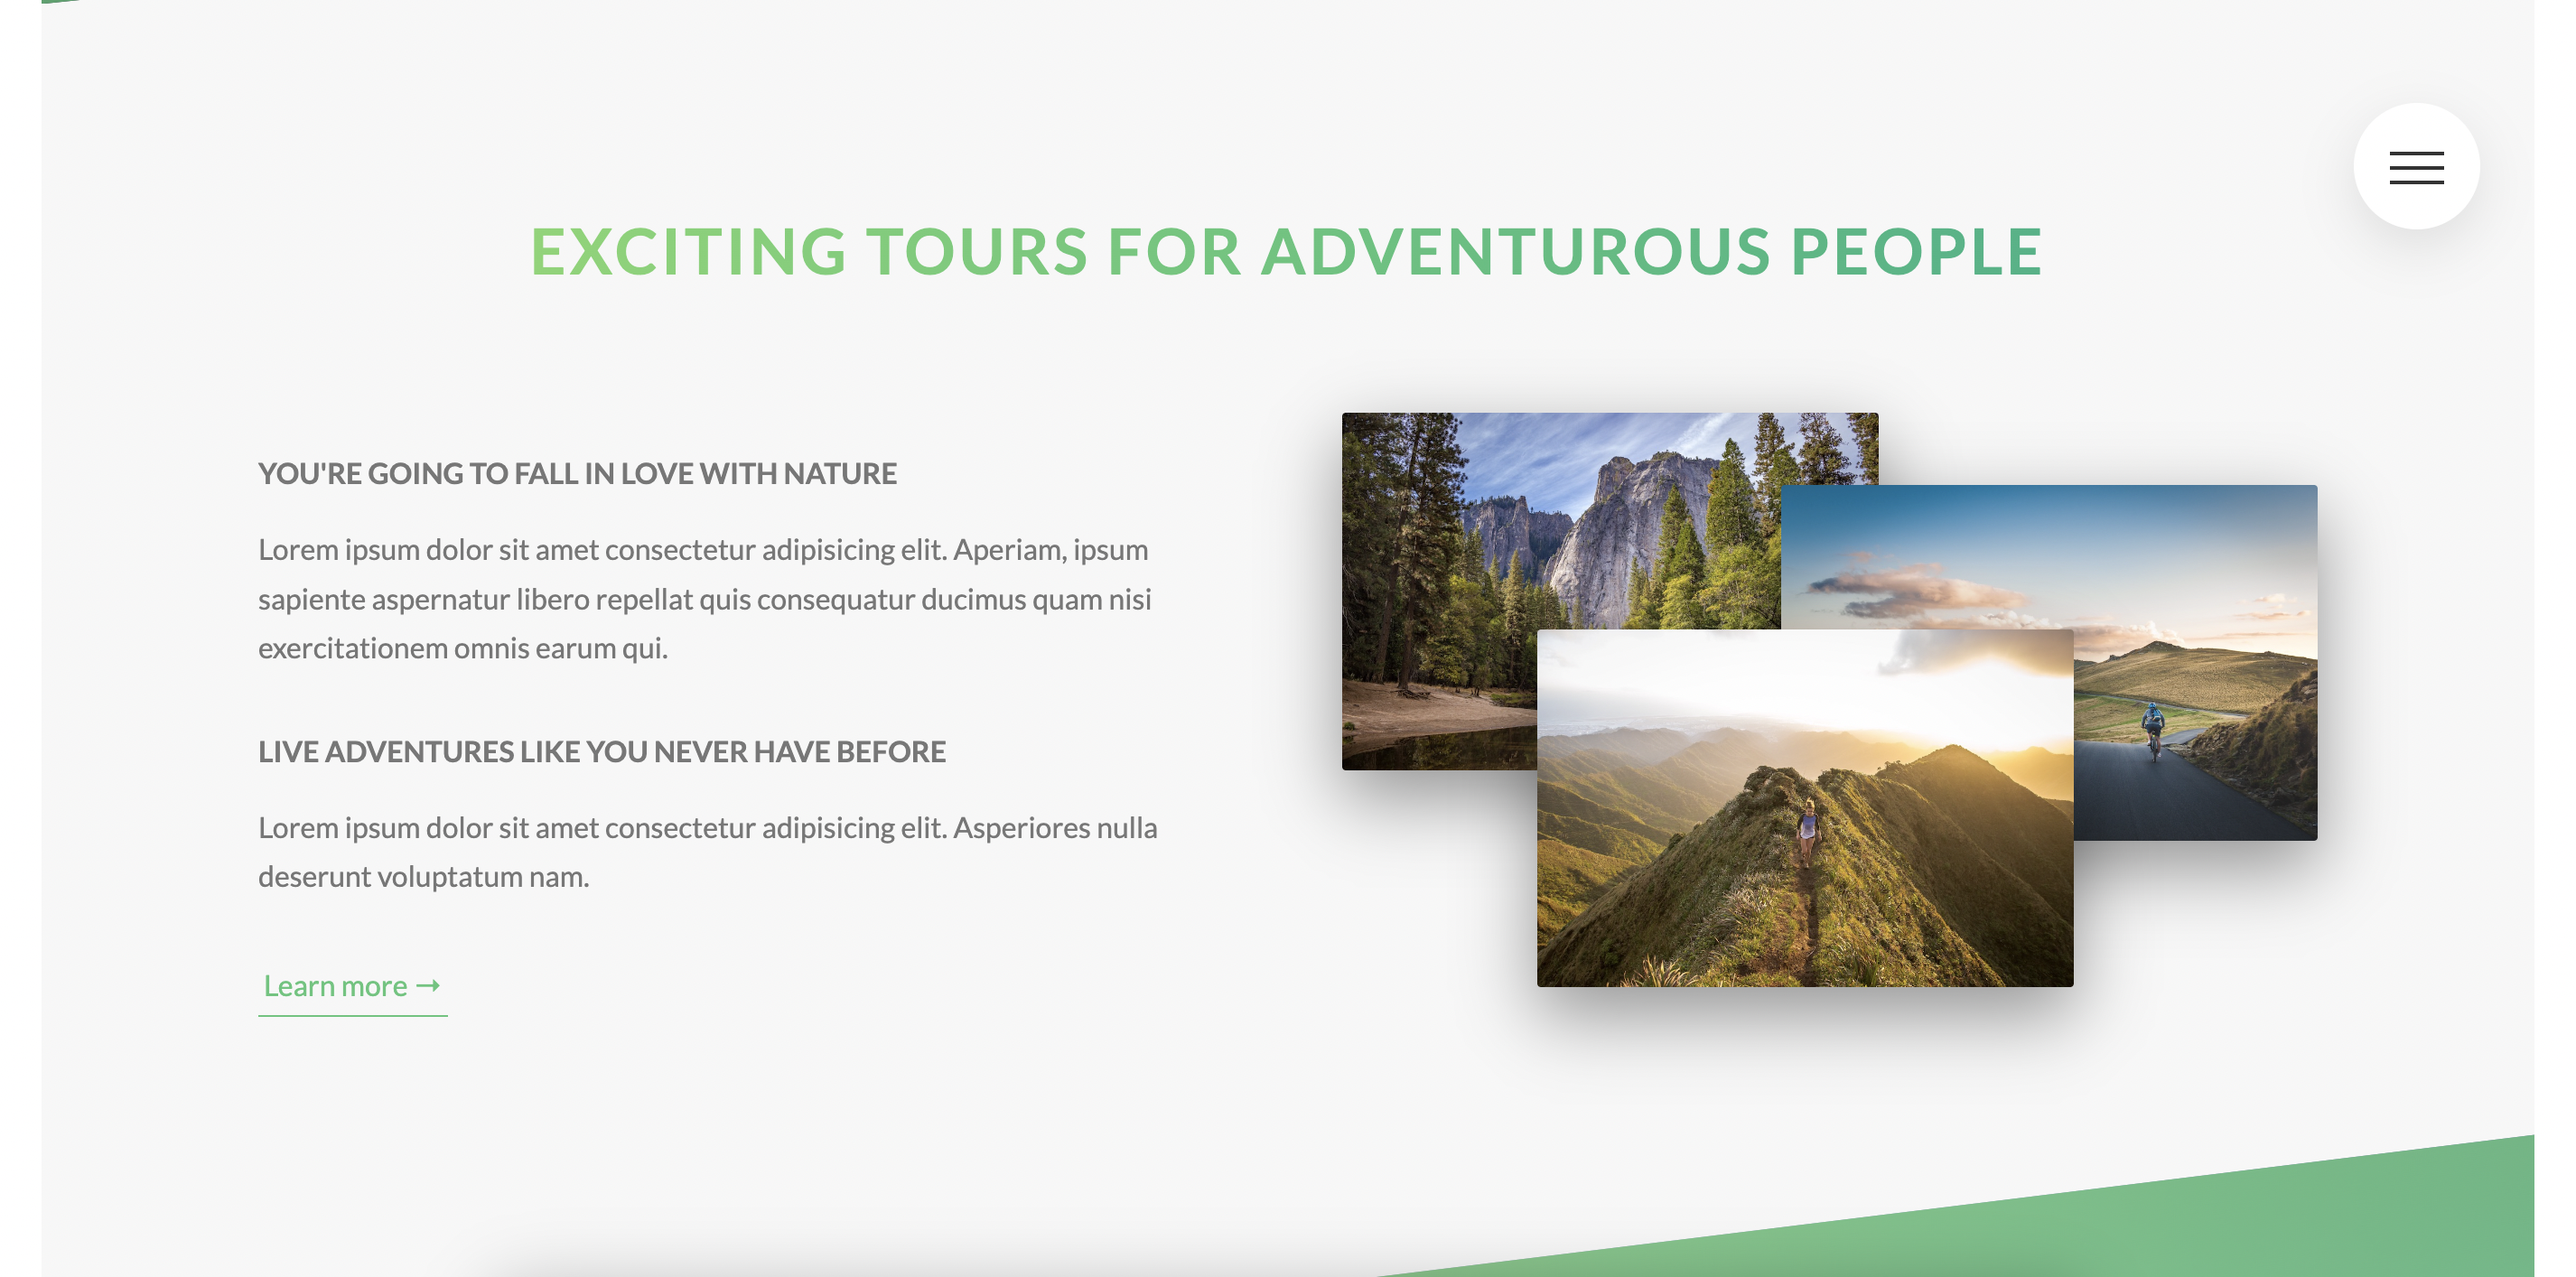 EXCITING TOURS FOR ADVENTUROUS PEOPLE
YOU'RE GOING TO FALL IN LOVE WITH NATURE
Lorem ipsum dolor sit amet consectetur adipisicing elit. Aperiam, ipsum
sapiente aspernatur libero repellat quis consequatur ducimus quam nisi
exercitationem omnis earum qui.
LIVE ADVENTURES LIKE YOU NEVER HAVE BEFORE
Lorem ipsum dolor sit amet consectetur adipisicing elit. Asperiores nulla
deserunt voluptatum nam.
Learn more →